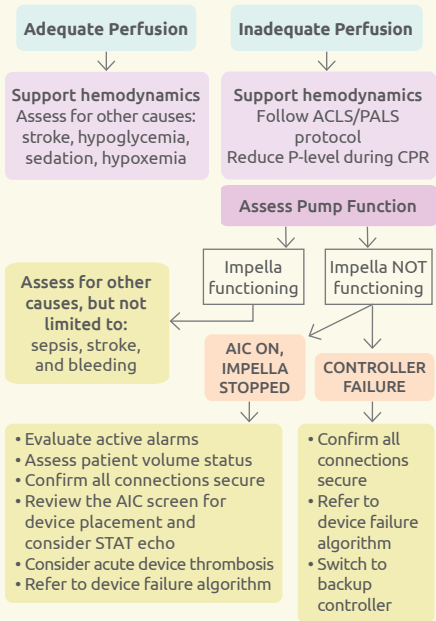 Adequate Perfusion
Inadequate Perfusion
Support hemodynamics
Assess for other causes:
stroke, hypoglycemia,
sedation, hypoxemia
Support hemodynamics
Follow ACLS/PALS
protocol
Reduce P-level during CPR
Assess Pump Function
Impella
functioning
Impella NOT
functioning
Assess for other
causes, but not
limited to:
sepsis, stroke,
and bleeding
AIC ON,
IMPELLA
STOPPED
CONTROLLER
FAILURE
• Evaluate active alarms
• Assess patient volume status
• Confirm all connections secure
• Review the AIC screen for
device placement and
consider STAT echo
• Consider acute device thrombosis
• Refer to device failure algorithm
• Confirm all
connections
secure
• Refer to
device failure
algorithm
• Switch to
backup
controller